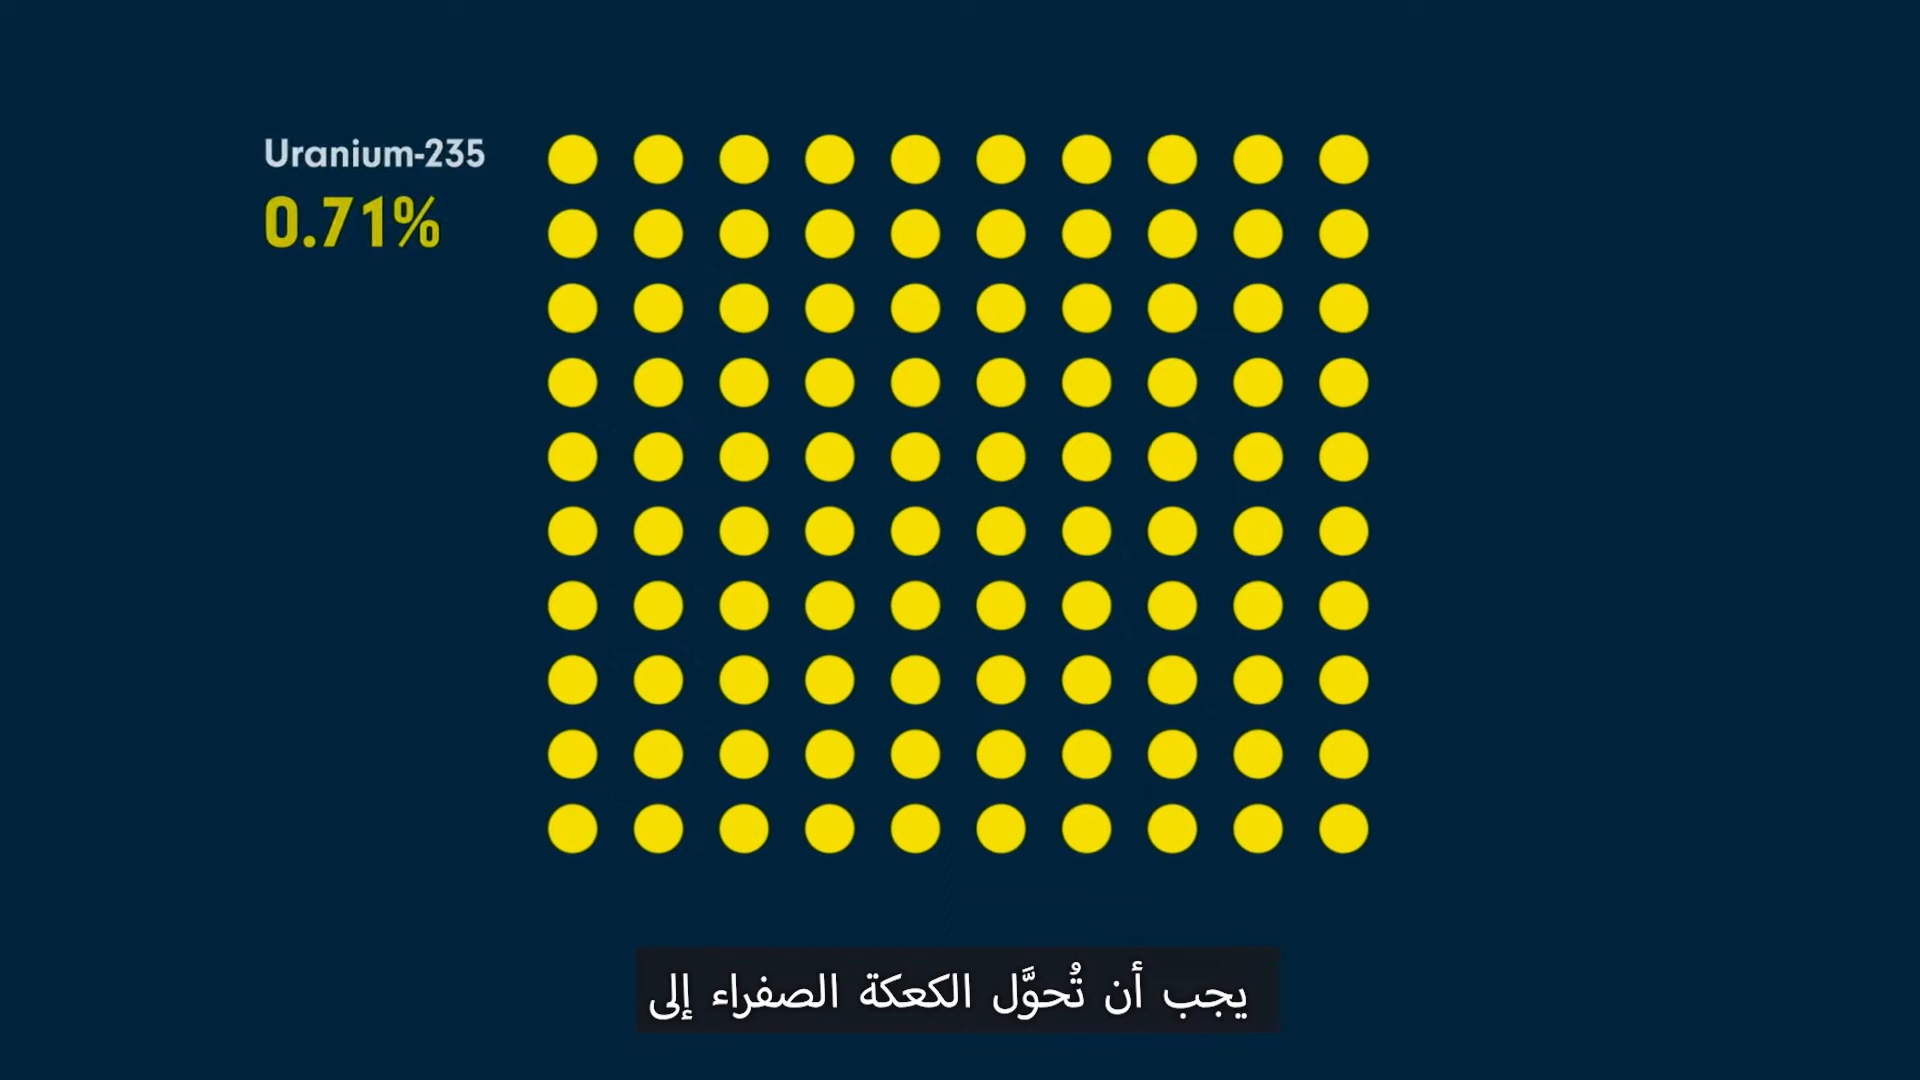 Uranium-235
0.71%
يجب أن تُحوَّل الكعكة الصفراء إلى